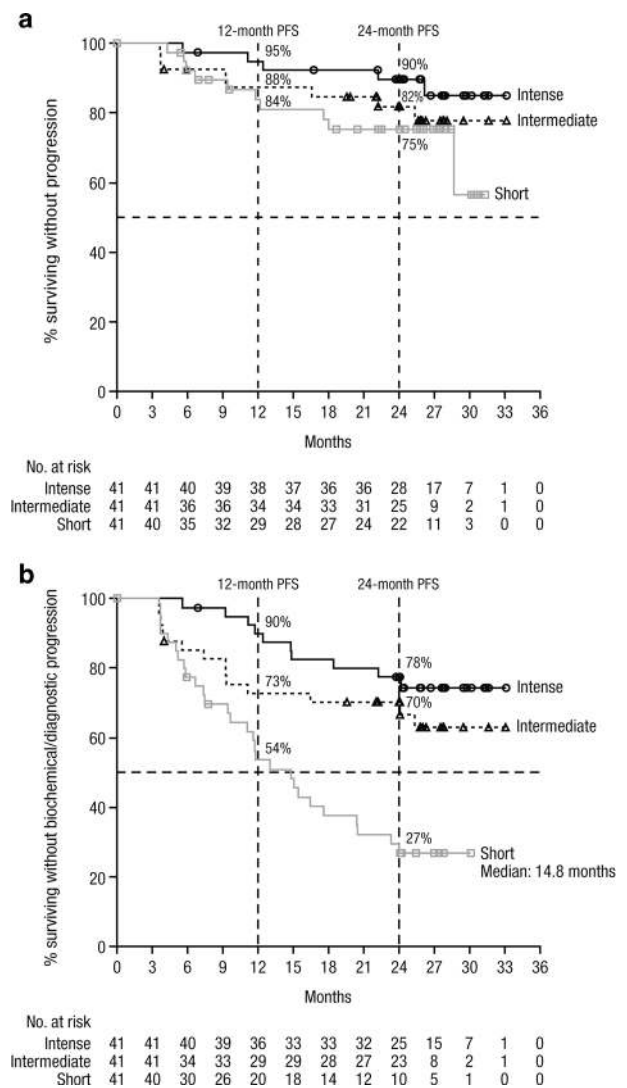 a
12-month PFS 24-month PFS
100
80
60
40
20
0
% surviving without progression
95% 90%
88% 82%
84% 75%
Intense
Intermediate
Short
0 3 6 9 12 15 18 21 24 27 30 33 36
Months
No. at risk
Intense 41 41 40 39 38 37 36 36 28 17 7 1 0
Intermediate 41 41 36 36 34 34 33 31 25 9 2 1 0
Short 41 40 35 32 29 28 27 24 22 11 3 0 0
b
12-month PFS 24-month PFS
100
80
60
40
20
0
% surviving without biochemical/diagnostic progression
90% 78%
73% 70%
54% 27%
Intense
Intermediate
Short
Median: 14.8 months
0 3 6 9 12 15 18 21 24 27 30 33 36
Months
No. at risk
Intense 41 41 40 39 36 33 33 32 25 15 7 1 0
Intermediate 41 41 34 33 29 29 28 27 23 8 2 1 0
Short 41 40 30 26 20 18 14 12 10 5 1 0 0